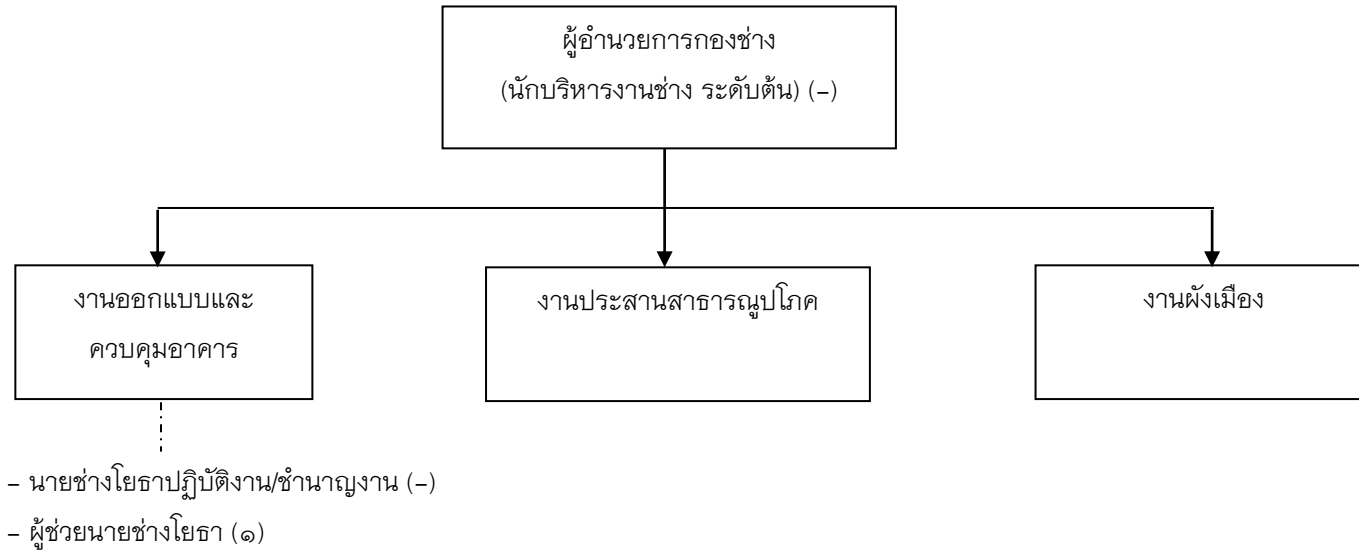 ผู้อำนวยการกองช่าง
(นักบริหารงานช่าง ระดับต้น) (-)
งานออกแบบและ
ควบคุมอาคาร
งานประสานสาธารณูปโภค
งานผังเมือง
- นายช่างโยธาปฏิบัติงาน/ชำนาญงาน (-)
- ผู้ช่วยนายช่างโยธา (๑)